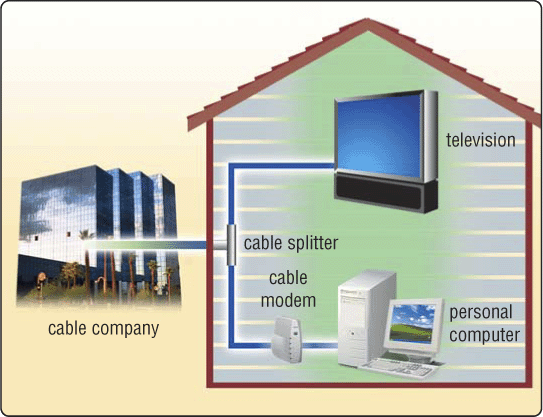 television
cable splitter
cable
modem
personal
computer
cable company